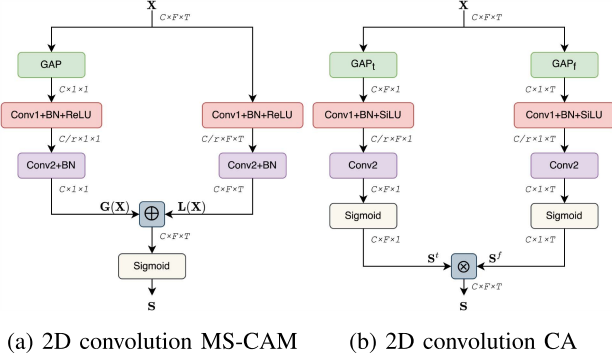 X
C×F×T
GAP
C×1×1
Conv1+BN+ReLU
C/r×1×1
Conv2+BN
C×1×1
Conv1+BN+ReLU
C/r×F×T
Conv2+BN
C×F×T
G(X)
⊕
L(X)
C×F×T
Sigmoid
S
(a) 2D convolution MS-CAM
X
C×F×T
GAPt
C×F×1
Conv1+BN+SiLU
C/r×F×1
Conv2
C×F×1
Sigmoid
C×F×1
GAPf
C×1×T
Conv1+BN+SiLU
C/r×1×T
Conv2
C×1×T
Sigmoid
C×1×T
S^t
⊗
S^f
C×F×T
S
(b) 2D convolution CA